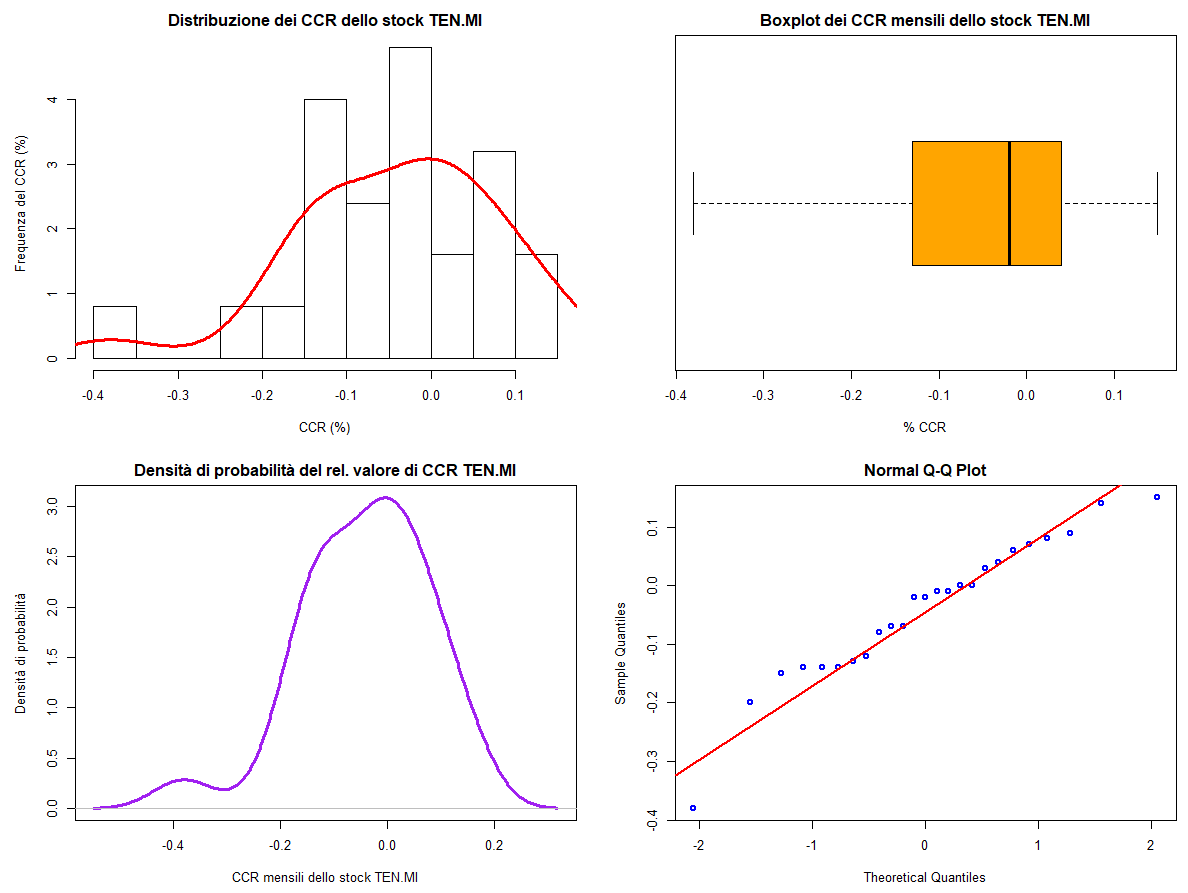 Distribuzione dei CCR dello stock TEN.MI
Frequenza del CCR (%)
4
3
2
1
0
-0.4 -0.3 -0.2 -0.1 0.0 0.1
CCR (%)
Boxplot dei CCR mensili dello stock TEN.MI
-0.4 -0.3 -0.2 -0.1 0.0 0.1
% CCR
Densità di probabilità del rel. valore di CCR TEN.MI
Densità di probabilità
3.0
2.5
2.0
1.5
1.0
0.5
0.0
-0.4 -0.2 0.0 0.2
CCR mensili dello stock TEN.MI
Normal Q-Q Plot
Sample Quantiles
0.1
0.0
-0.1
-0.2
-0.3
-0.4
-2 -1 0 1 2
Theoretical Quantiles